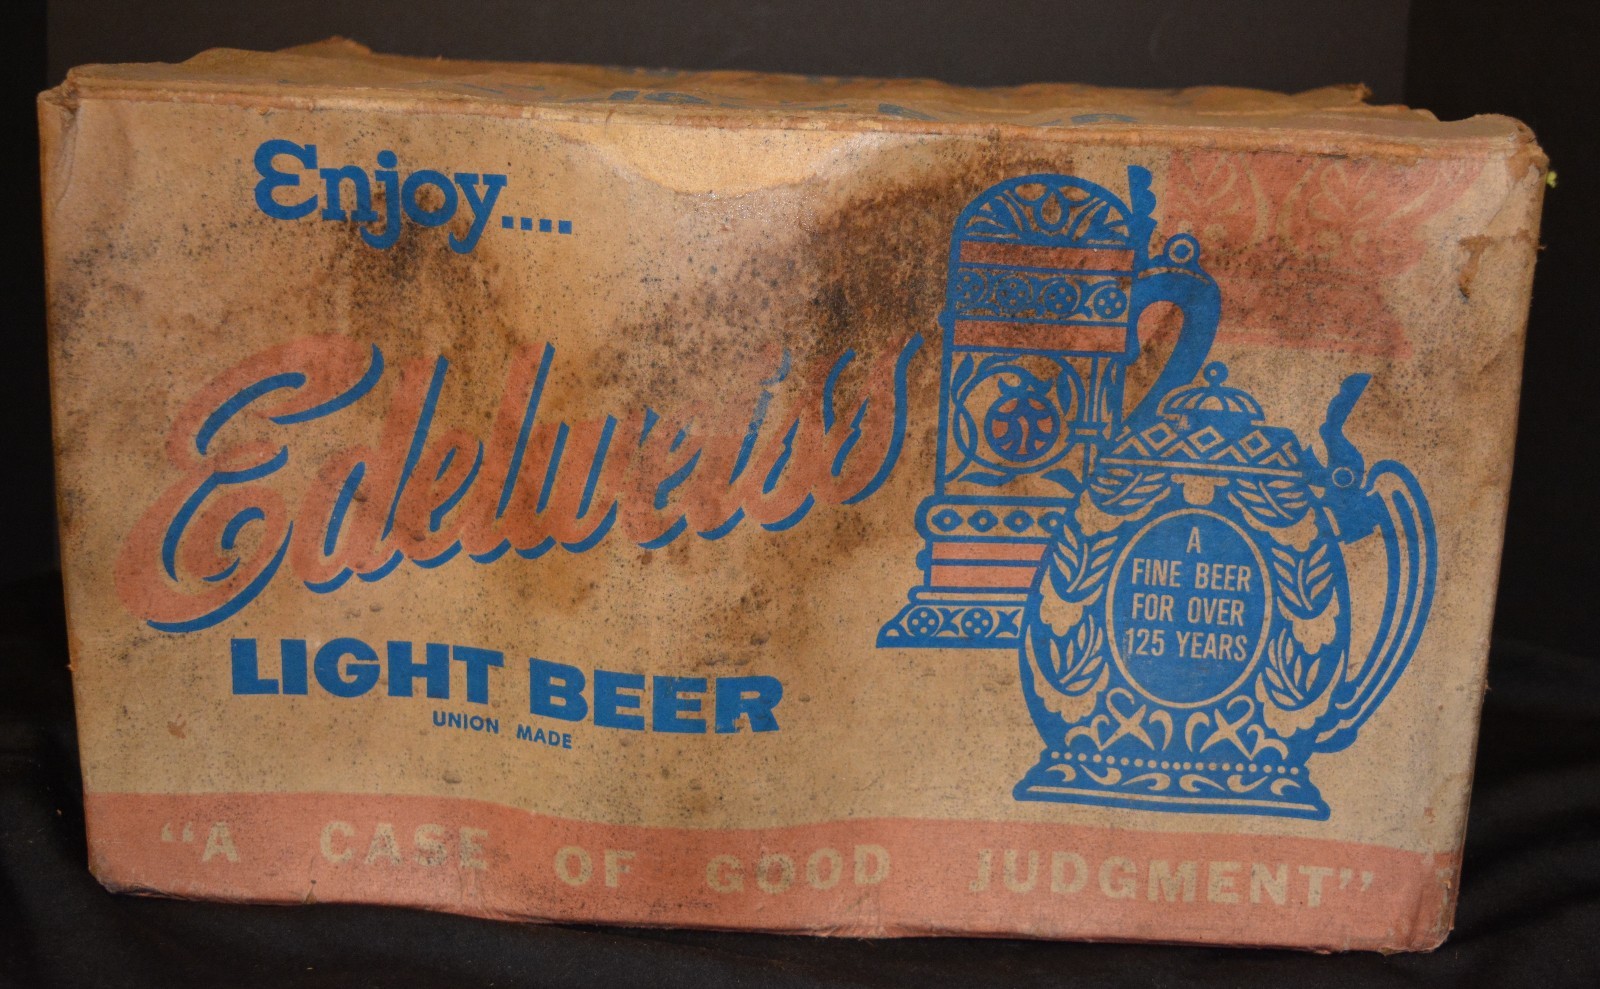 Enjoy....
Edelweiss
LIGHT BEER
UNION MADE
A
FINE BEER
FOR OVER
125 YEARS
“A CASE OF GOOD JUDGMENT”